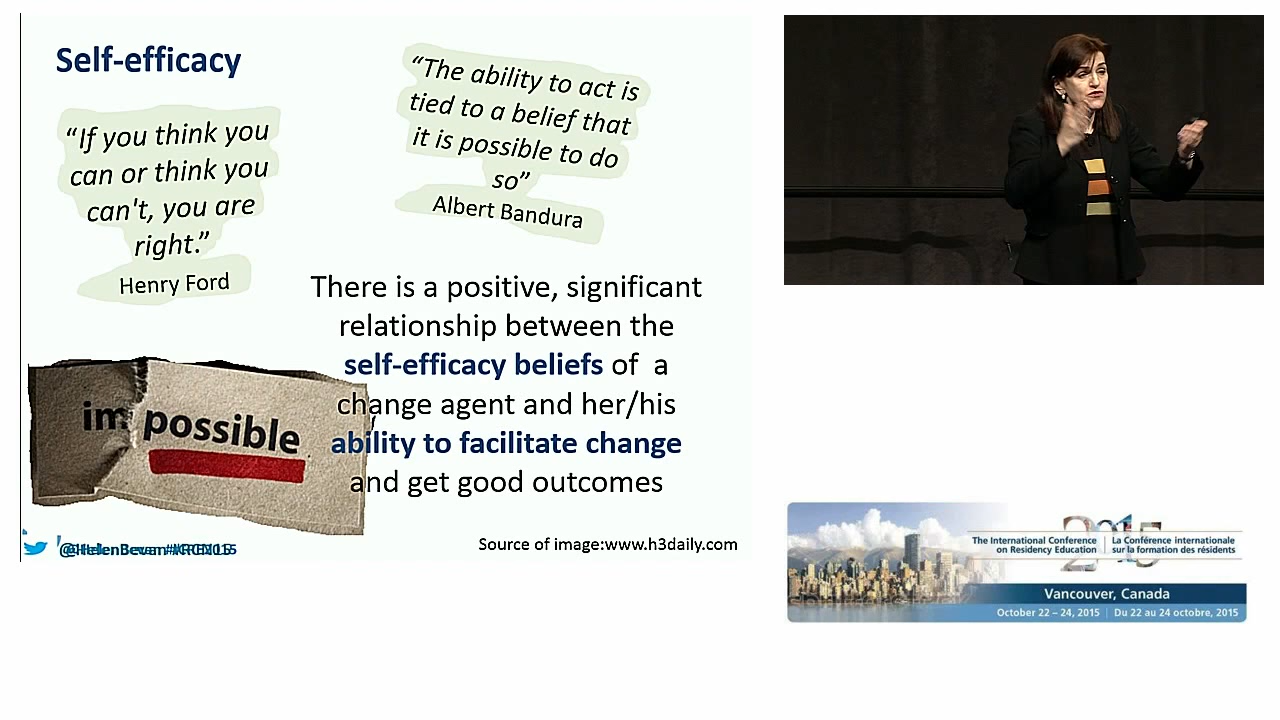 Self-efficacy
“If you think you
can or think you
can't, you are
right.”
Henry Ford
“The ability to act is
tied to a belief that
it is possible to do
so”
Albert Bandura
There is a positive, significant
relationship between the
self-efficacy beliefs of a
change agent and her/his
ability to facilitate change
and get good outcomes
im possible
@HelenBevan
Source of image:www.h3daily.com
2015
The International Conference
on Residency Education
La Conférence internationale
sur la formation des résidents
Vancouver, Canada
October 22 – 24, 2015 | Du 22 au 24 octobre, 2015